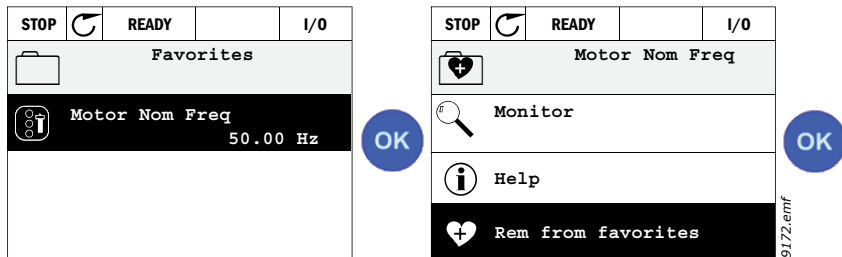 STOP READY I/O
Favorites
Motor Nom Freq
50.00 Hz
OK
STOP READY I/O
Motor Nom Freq
Monitor
Help
Rem from favorites
OK
9172.emf